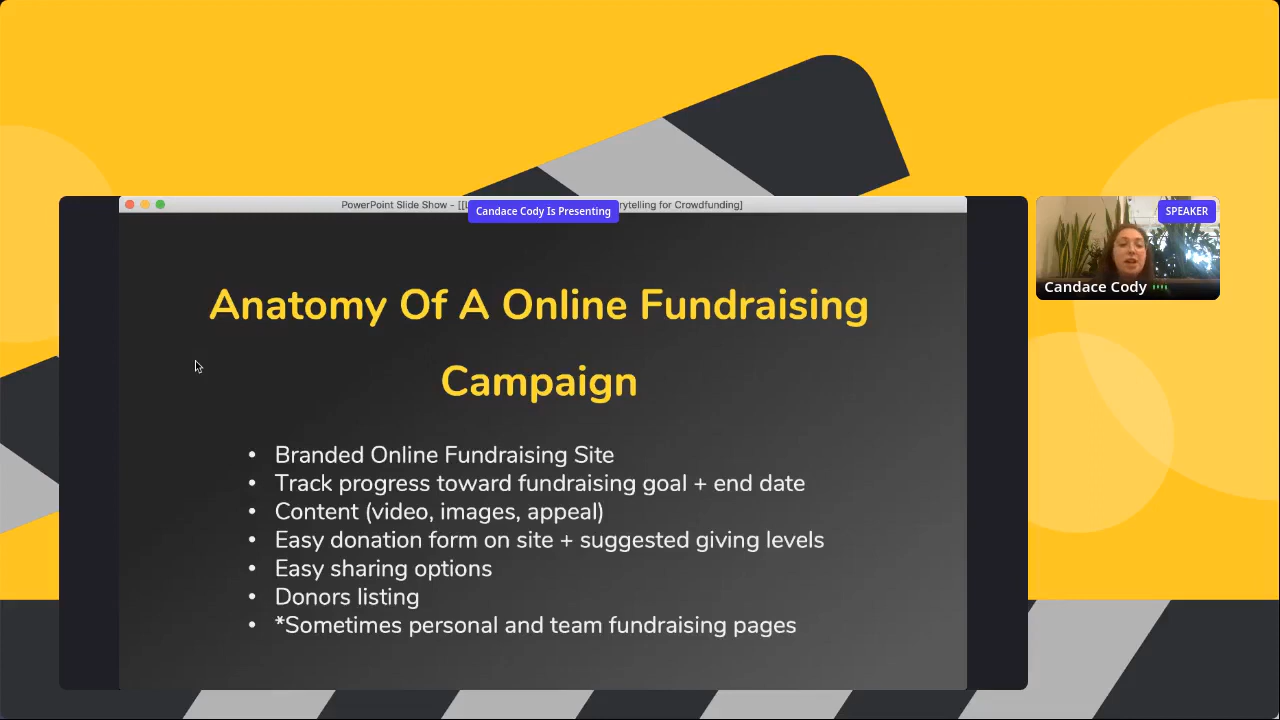 PowerPoint Slide Show - [[
rytelling for Crowdfunding]
Candace Cody Is Presenting
SPEAKER
Candace Cody
Anatomy Of A Online Fundraising
Campaign
• Branded Online Fundraising Site
• Track progress toward fundraising goal + end date
• Content (video, images, appeal)
• Easy donation form on site + suggested giving levels
• Easy sharing options
• Donors listing
• *Sometimes personal and team fundraising pages